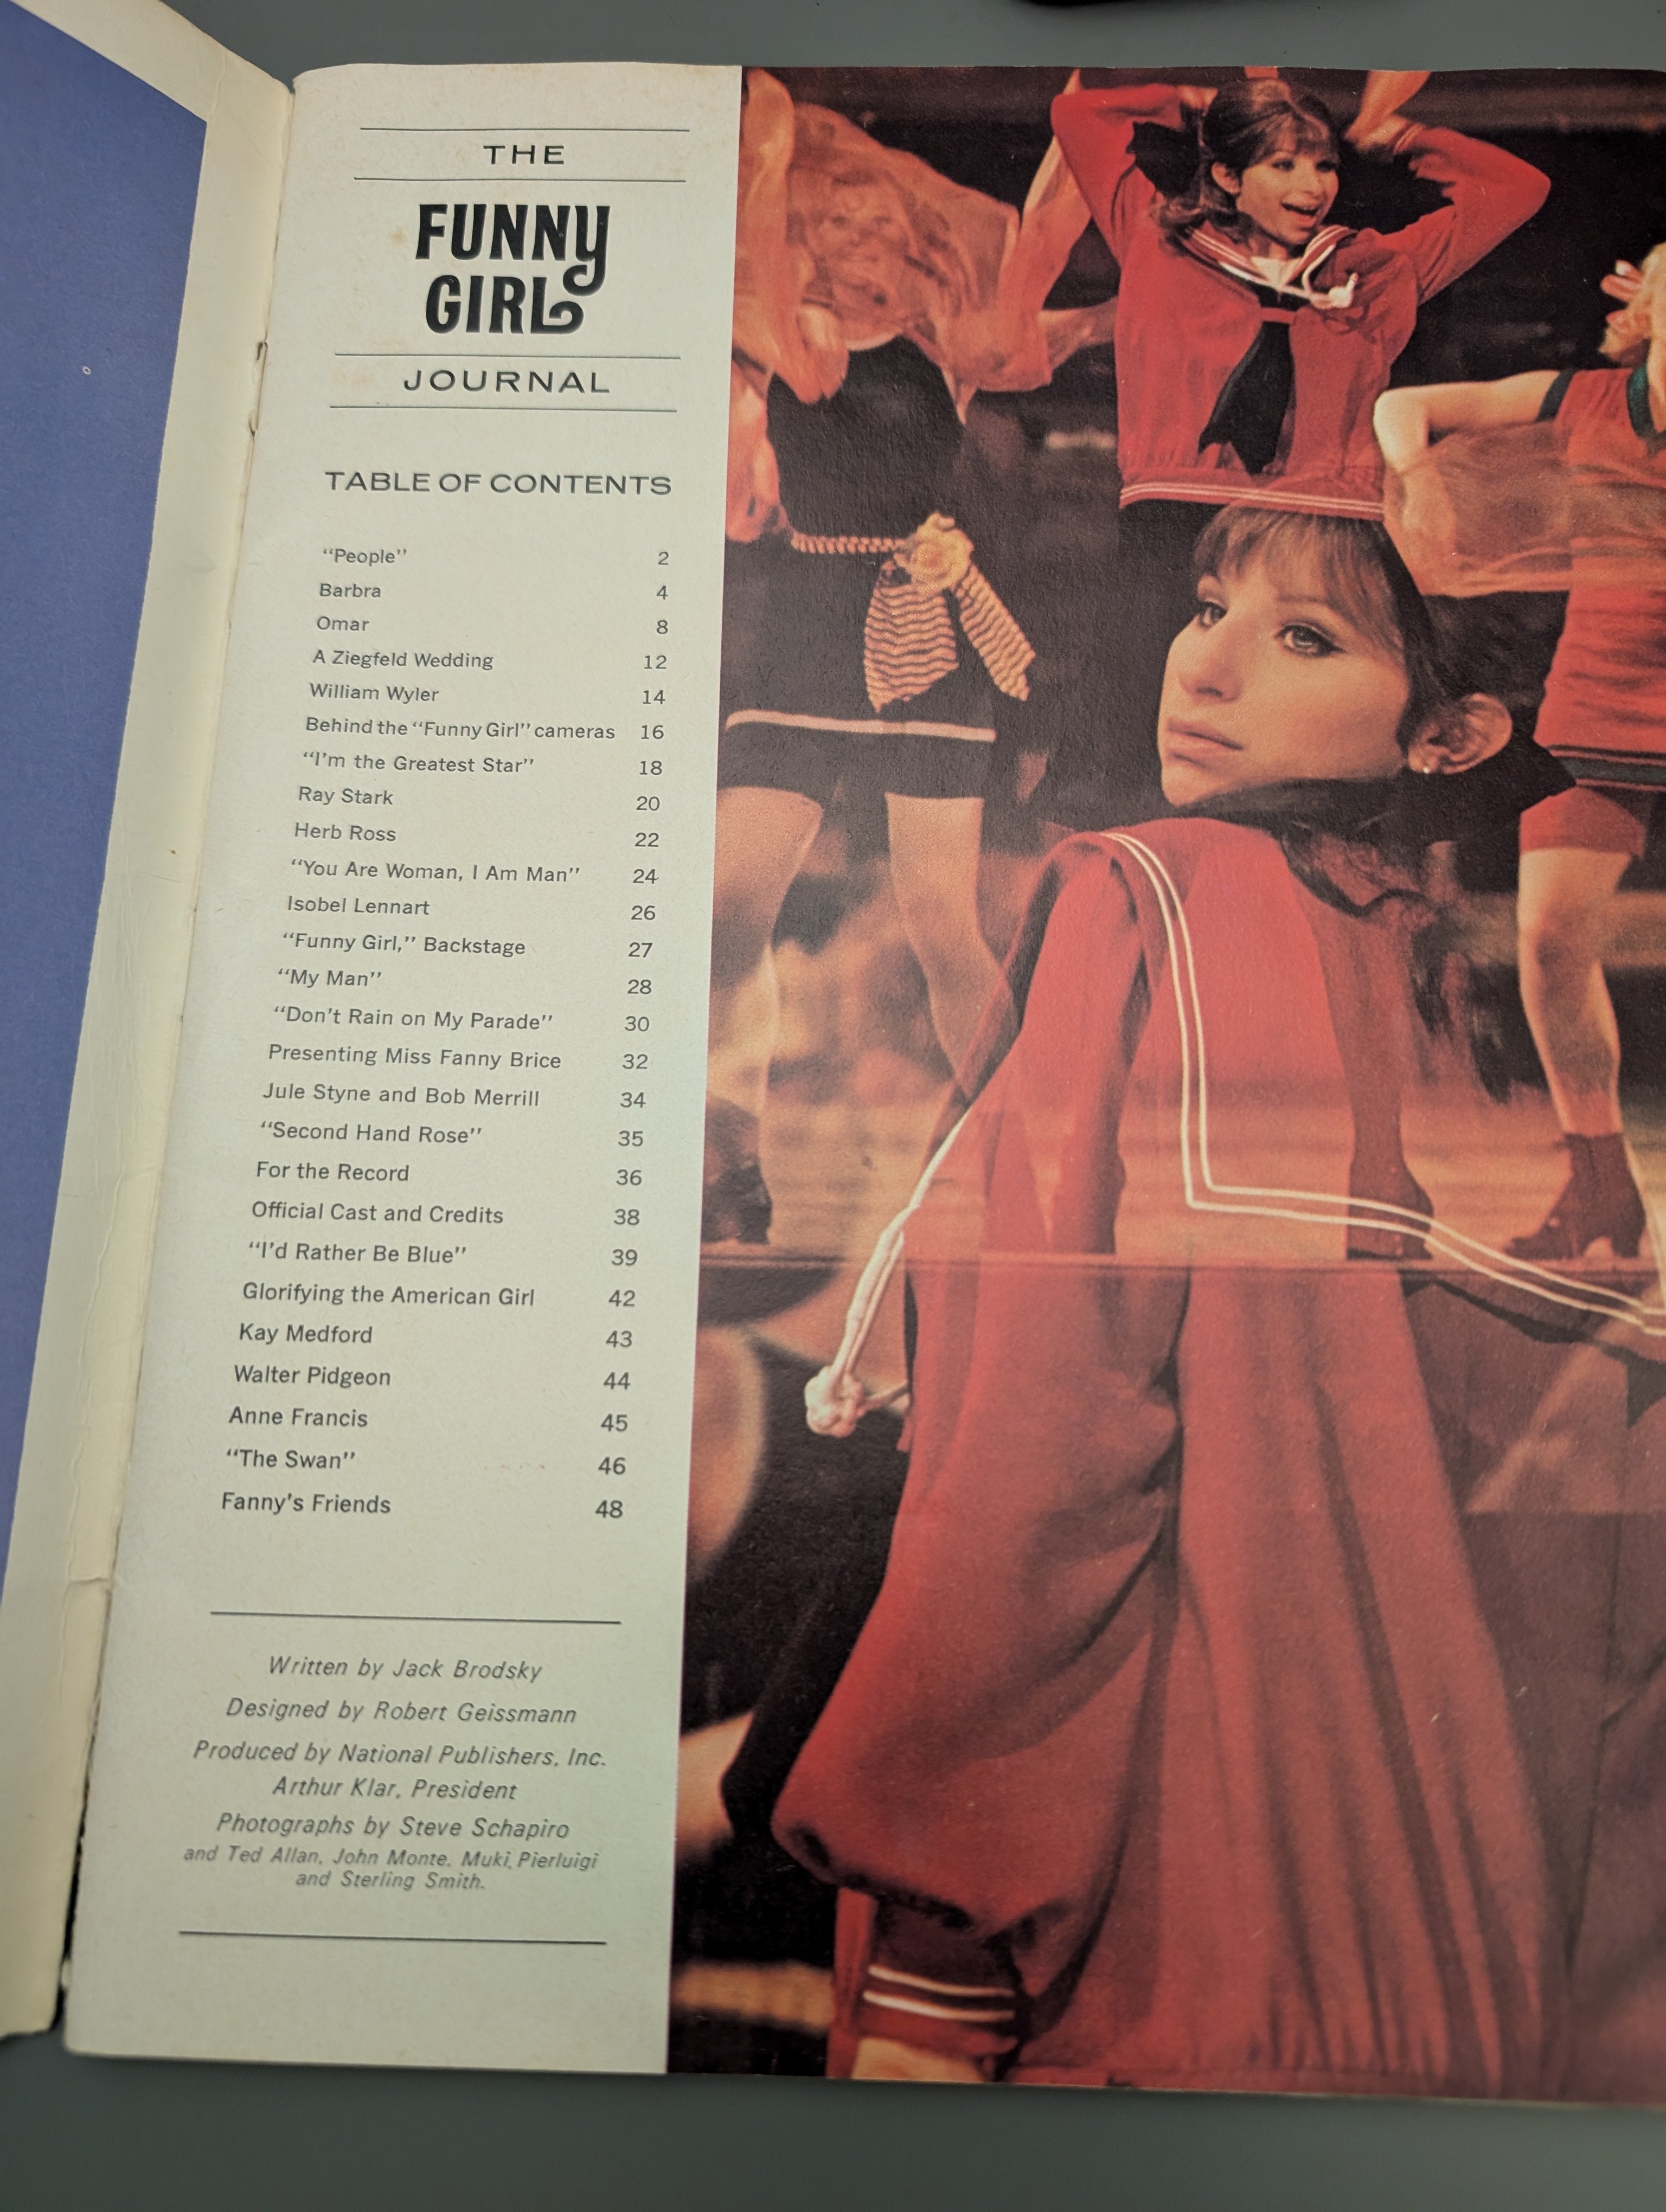 THE
FUNNY
GIRL
JOURNAL
TABLE OF CONTENTS
“People” 2
Barbra 4
Omar 8
A Ziegfeld Wedding 12
William Wyler 14
Behind the “Funny Girl” cameras 16
“I’m the Greatest Star” 18
Ray Stark 20
Herb Ross 22
“You Are Woman, I Am Man” 24
Isobel Lennart 26
“Funny Girl,” Backstage 27
“My Man” 28
“Don’t Rain on My Parade” 30
Presenting Miss Fanny Brice 32
Jule Styne and Bob Merrill 34
“Second Hand Rose” 35
For the Record 36
Official Cast and Credits 38
“I’d Rather Be Blue” 39
Glorifying the American Girl 42
Kay Medford 43
Walter Pidgeon 44
Anne Francis 45
“The Swan” 46
Fanny’s Friends 48
Written by Jack Brodsky
Designed by Robert Geissmann
Produced by National Publishers, Inc.
Arthur Klar, President
Photographs by Steve Schapiro
and Ted Allan, John Monte, Muki, Pierluigi
and Sterling Smith.